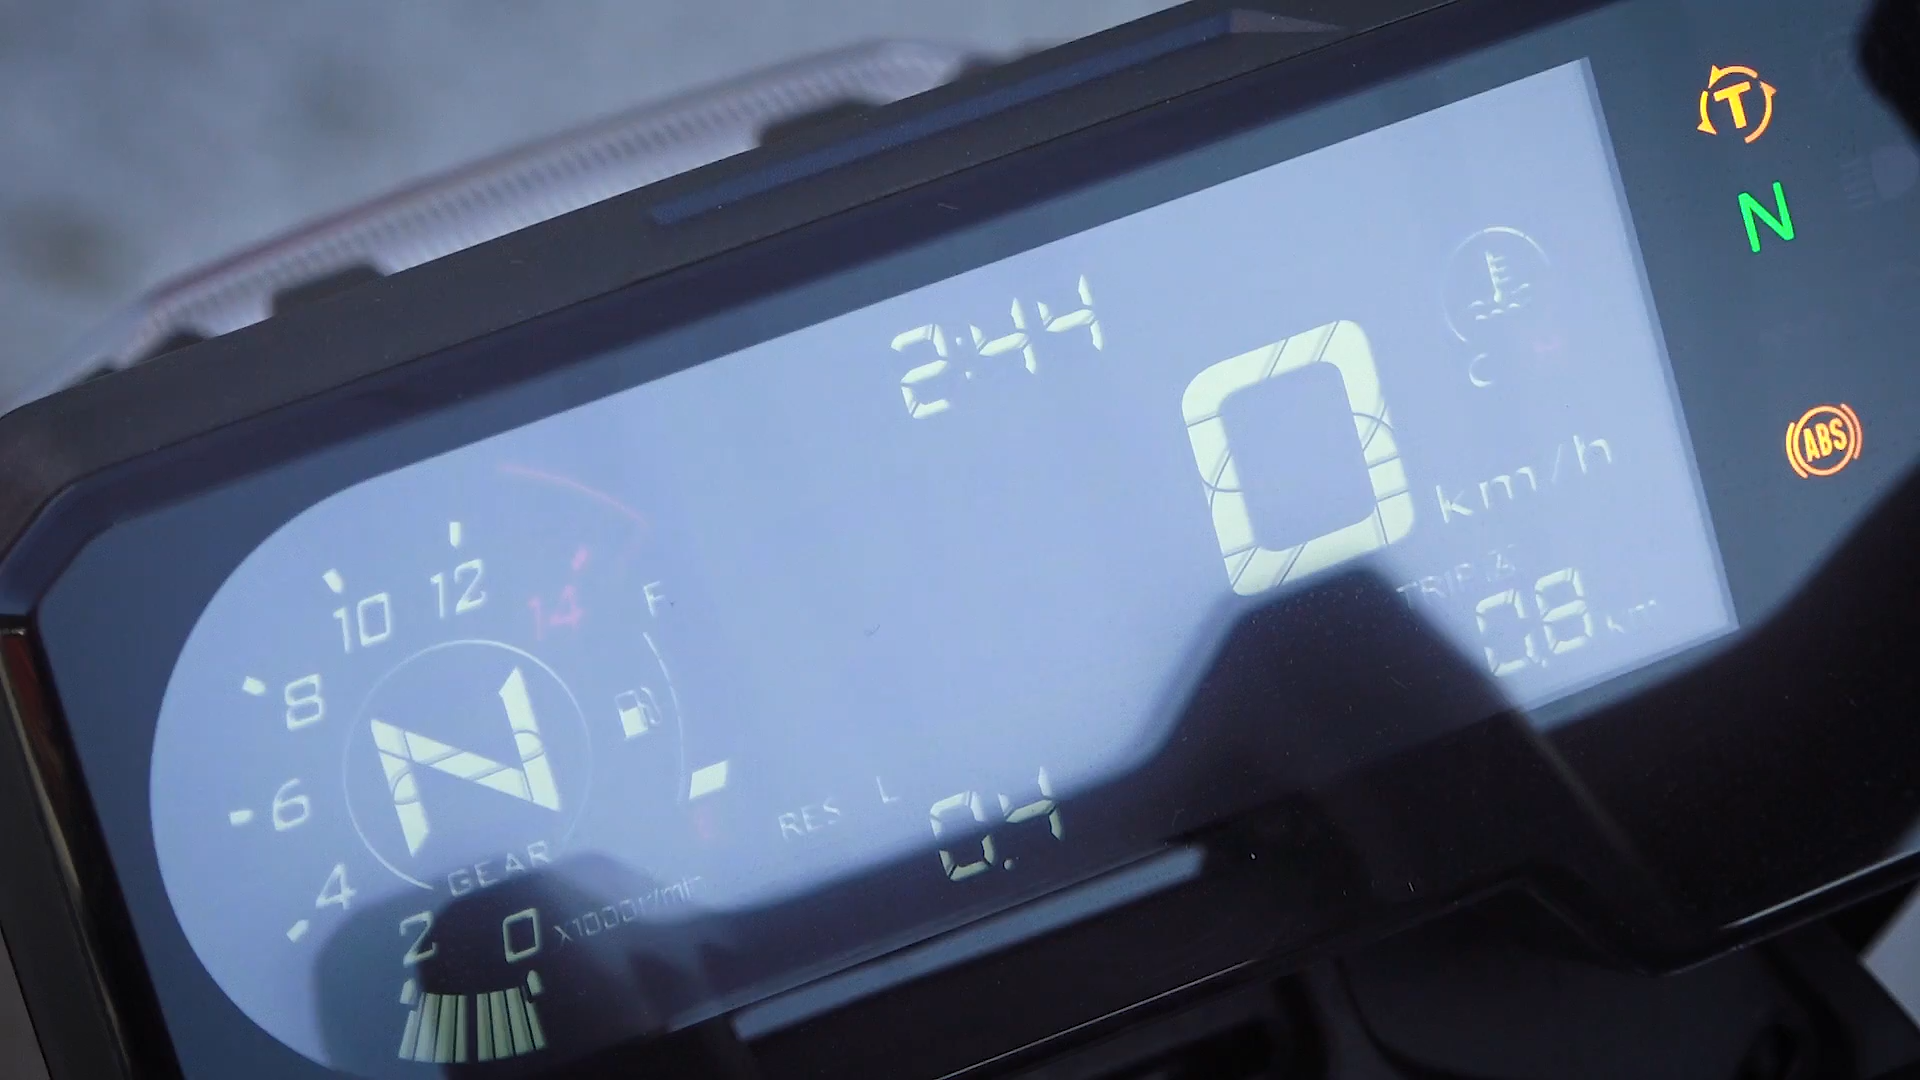 T
N
2:44
C H
0
km/h
ABS
10 12 14
F
TRIP 2
0.8 km
8
N
6
GEAR
RES L 0.4
4
2 0 X1000r/min